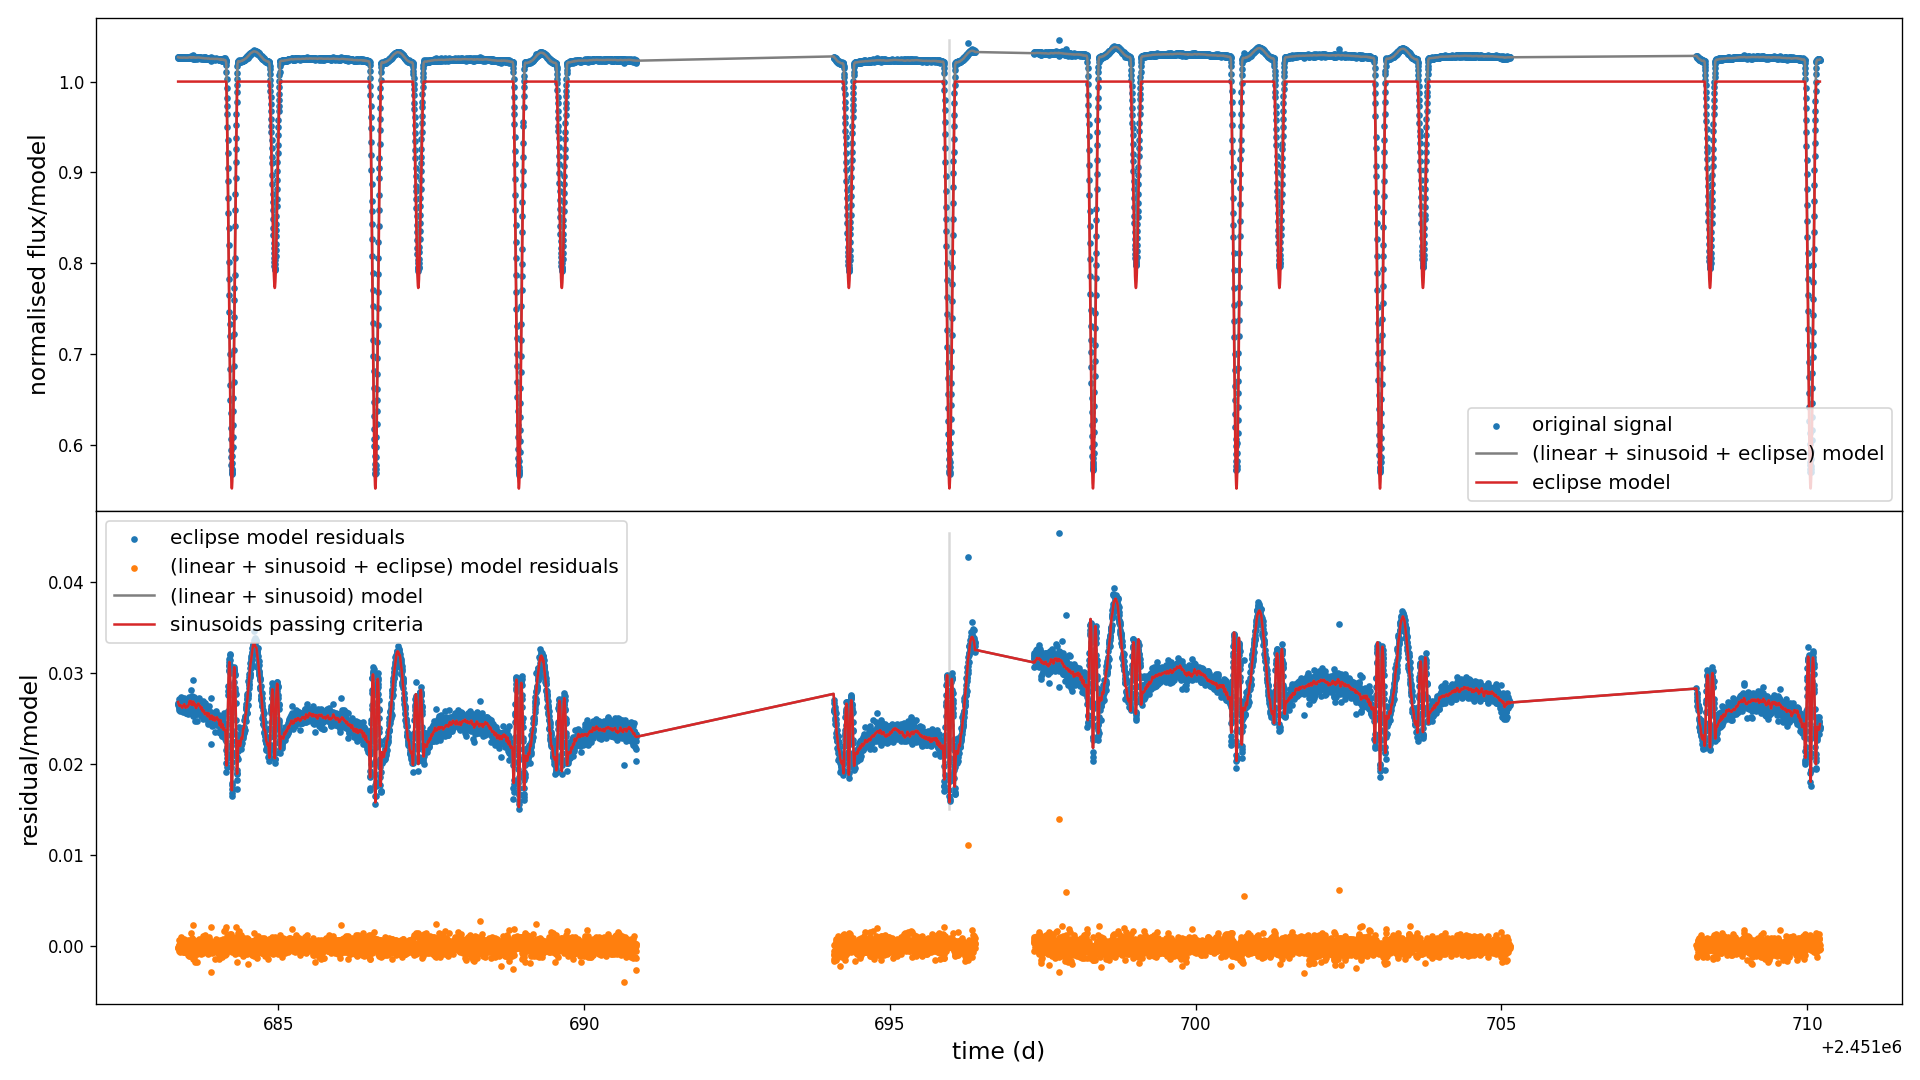 1.0
0.9
0.8
0.7
0.6
normalised flux/model
original signal
(linear + sinusoid + eclipse) model
eclipse model
eclipse model residuals
(linear + sinusoid + eclipse) model residuals
(linear + sinusoid) model
sinusoids passing criteria
0.04
0.03
0.02
0.01
0.00
residual/model
685 690 695 700 705 710
time (d)
+2.451e6